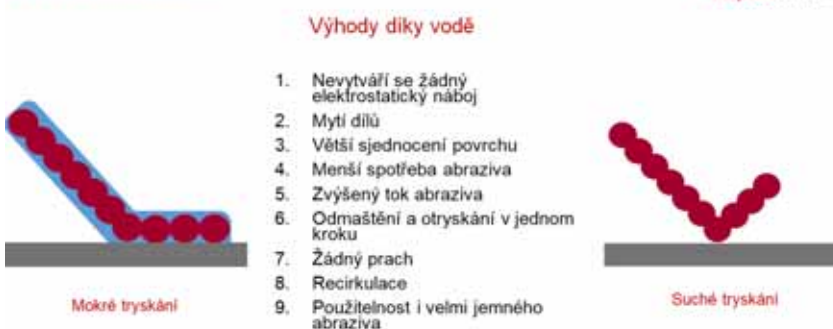 Výhody díky vodě
1. Nevytváří se žádný
elektrostatický náboj
2. Mytí dílů
3. Větší sjednocení povrchu
4. Menší spotřeba abraziva
5. Zvýšený tok abraziva
6. Odmaštění a otryskání v jednom
kroku
7. Žádný prach
8. Recirkulace
9. Použitelnost i velmi jemného
abraziva
Mokré tryskání
Suché tryskání